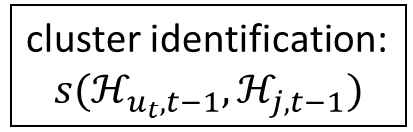 cluster identification:
𝑠(ℋ_{𝑢_𝑡,𝑡−1},ℋ_{𝑗,𝑡−1})